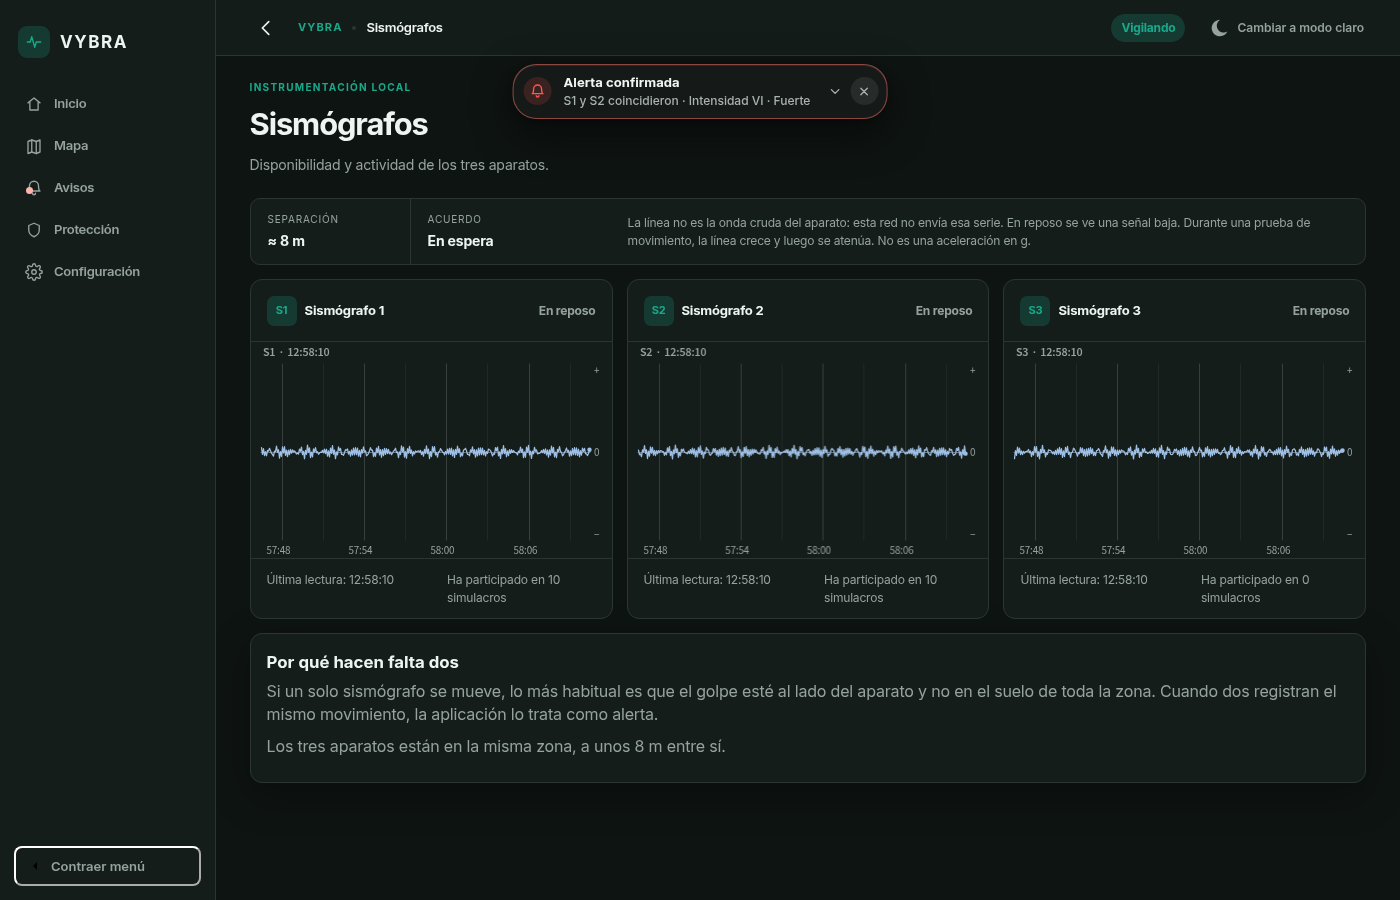 VYBRA
Inicio
Mapa
Avisos
Protección
Configuración
Contraer menú
VYBRA • Sismógrafos
Vigilando
Cambiar a modo claro
Alerta confirmada
S1 y S2 coincidieron · Intensidad VI · Fuerte
INSTRUMENTACIÓN LOCAL
Sismógrafos
Disponibilidad y actividad de los tres aparatos.
SEPARACIÓN
≈ 8 m
ACUERDO
En espera
La línea no es la onda cruda del aparato: esta red no envía esa serie. En reposo se ve una señal baja. Durante una prueba de
movimiento, la línea crece y luego se atenúa. No es una aceleración en g.
S1 Sismógrafo 1 En reposo
S1 · 12:58:10
+
0
−
57:48 57:54 58:00 58:06
Última lectura: 12:58:10
Ha participado en 10
simulacros
S2 Sismógrafo 2 En reposo
S2 · 12:58:10
+
0
−
57:48 57:54 58:00 58:06
Última lectura: 12:58:10
Ha participado en 10
simulacros
S3 Sismógrafo 3 En reposo
S3 · 12:58:10
+
0
−
57:48 57:54 58:00 58:06
Última lectura: 12:58:10
Ha participado en 0
simulacros
Por qué hacen falta dos
Si un solo sismógrafo se mueve, lo más habitual es que el golpe esté al lado del aparato y no en el suelo de toda la zona. Cuando dos registran el
mismo movimiento, la aplicación lo trata como alerta.
Los tres aparatos están en la misma zona, a unos 8 m entre sí.